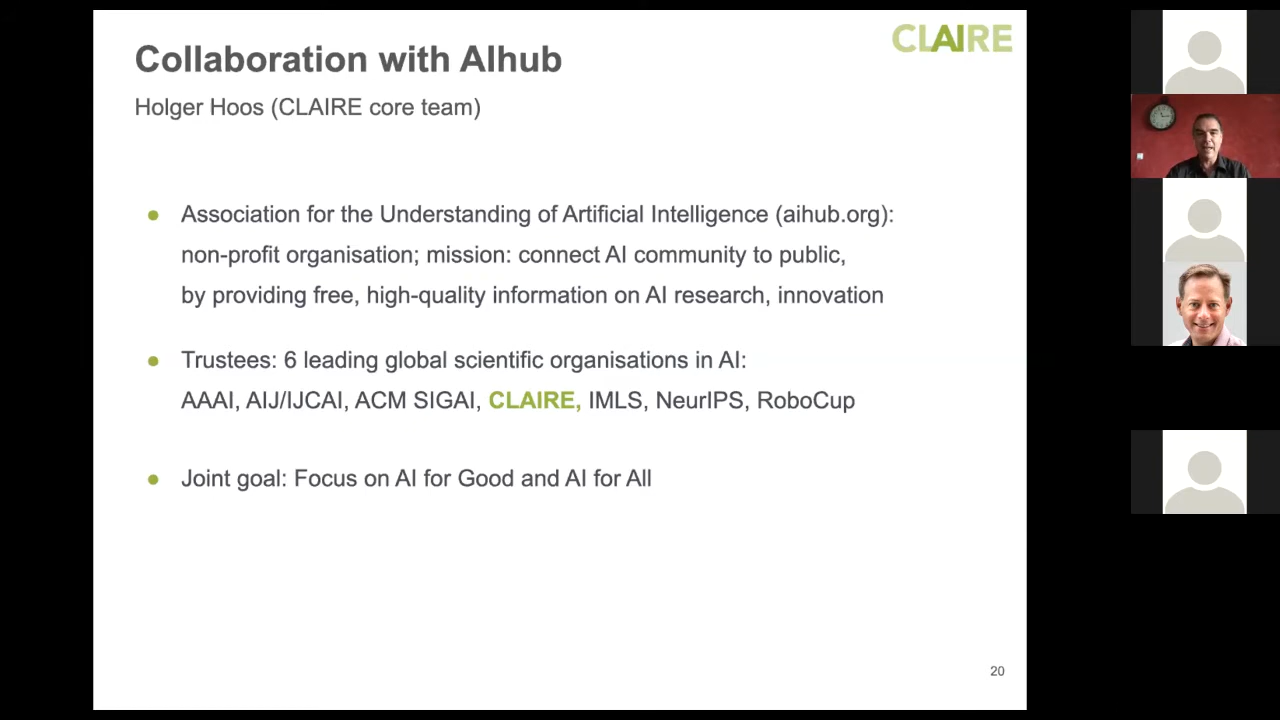 CLAIRE
Collaboration with AIhub
Holger Hoos (CLAIRE core team)
● Association for the Understanding of Artificial Intelligence (aihub.org):
non-profit organisation; mission: connect AI community to public,
by providing free, high-quality information on AI research, innovation
● Trustees: 6 leading global scientific organisations in AI:
AAAI, AIJ/IJCAI, ACM SIGAI, CLAIRE, IMLS, NeurIPS, RoboCup
● Joint goal: Focus on AI for Good and AI for All
20